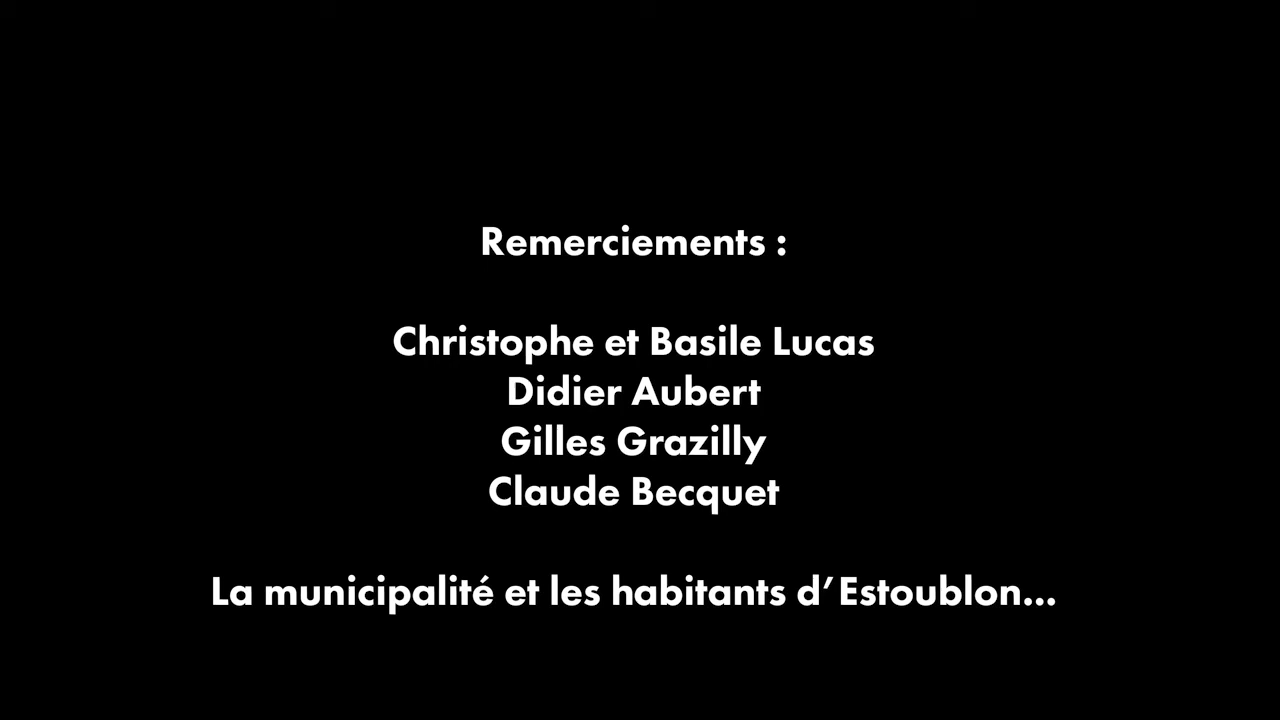 Remerciements :
Christophe et Basile Lucas
Didier Aubert
Gilles Grazilly
Claude Becquet
La municipalité et les habitants d’Estoublon...